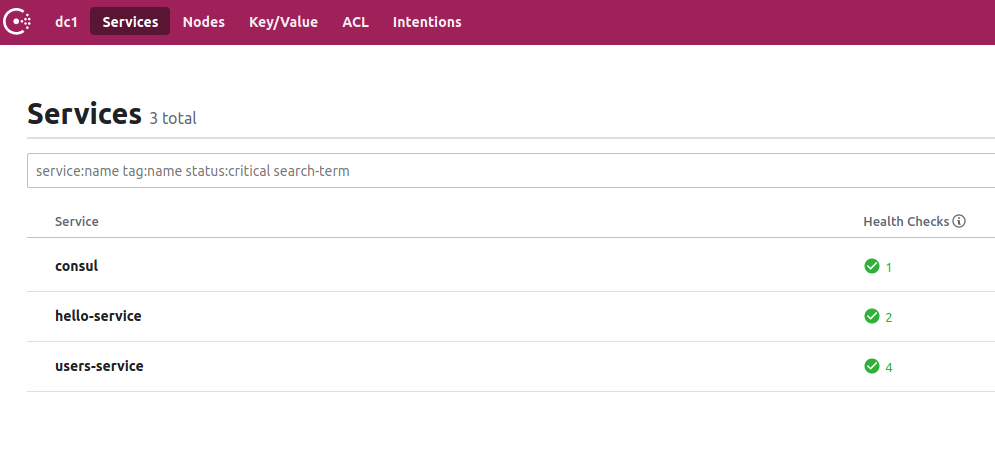 dc1 Services Nodes Key/Value ACL Intentions
Services 3 total
service:name tag:name status:critical search-term
Service Health Checks
consul 1
hello-service 2
users-service 4